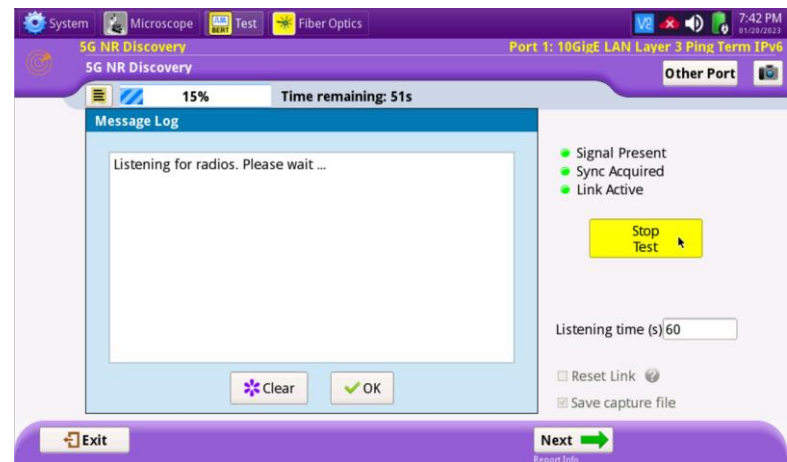 System Microscope Test Fiber Optics 7:42 PM
01/20/2023
5G NR Discovery Port 1: 10GigE LAN Layer 3 Ping Term IPv6
5G NR Discovery Other Port
15% Time remaining: 51s
Message Log
Listening for radios. Please wait ...
Signal Present
Sync Acquired
Link Active
Stop
Test
Listening time (s) 60
Reset Link
Save capture file
Clear OK
Exit Next
Report Info